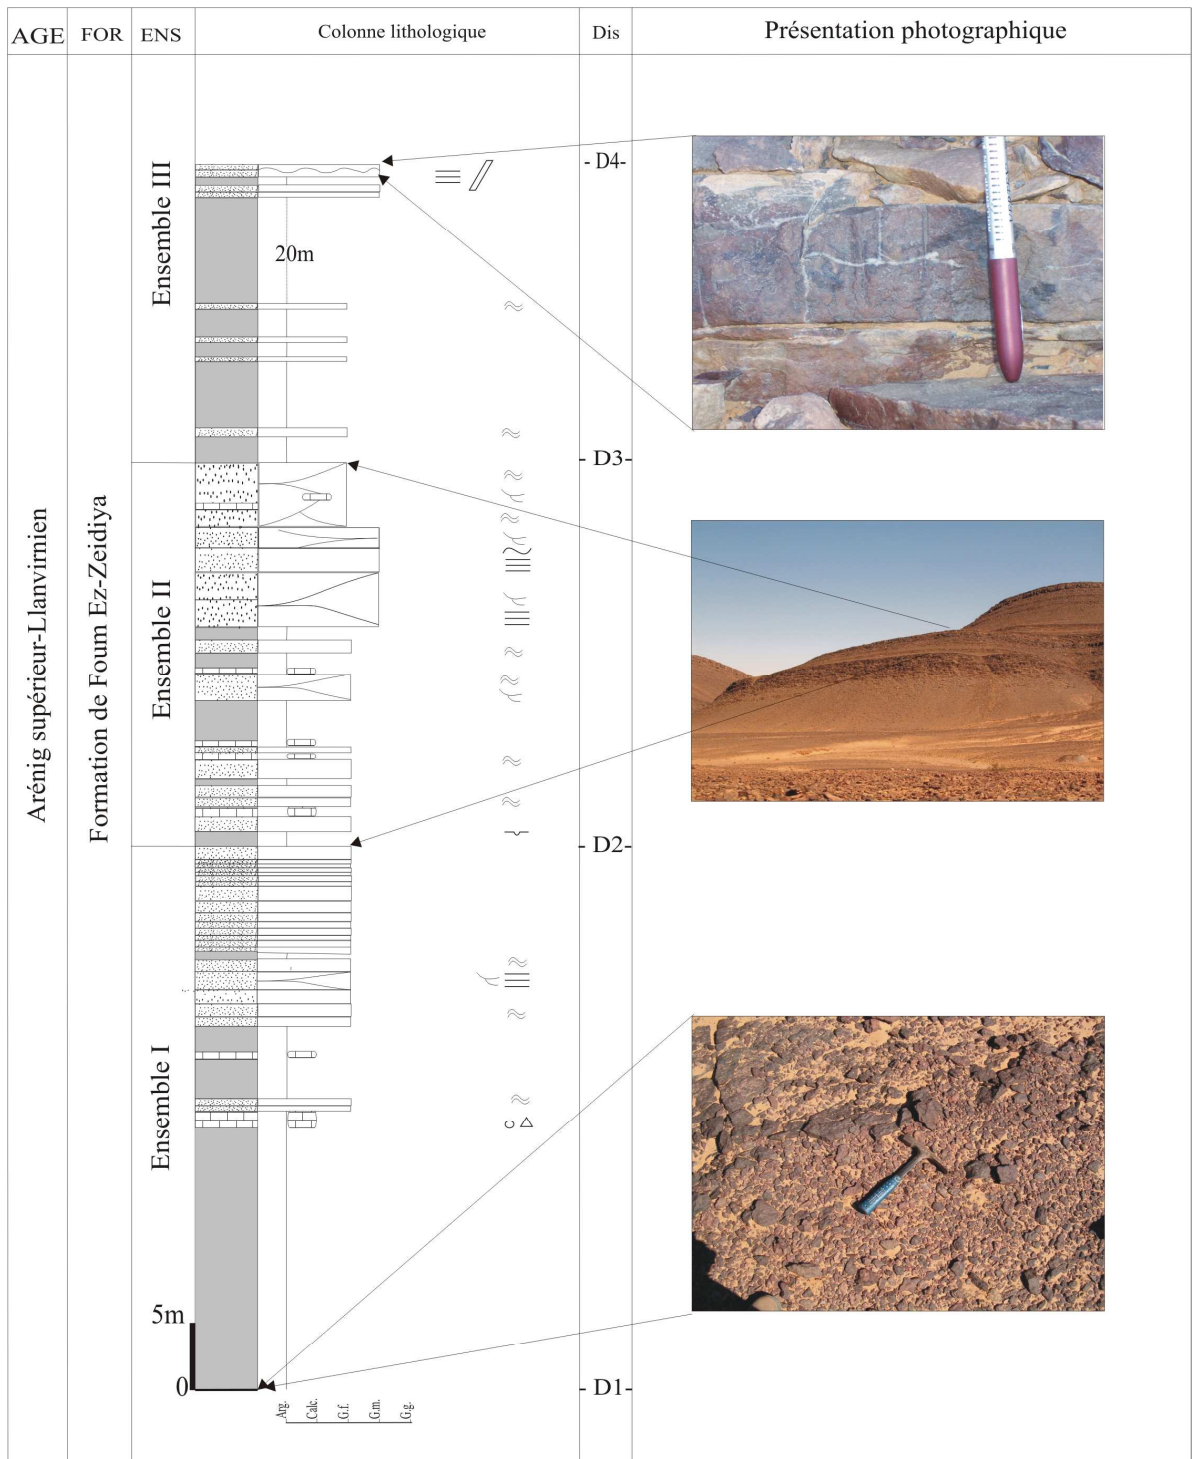 AGE FOR ENS Colonne lithologique Dis Présentation photographique
Arénig supérieur-Llanvirnien
Formation de Foum Ez-Zeidiya
Ensemble III
Ensemble II
Ensemble I
20m
- D4-
- D3-
- D2-
- D1-
c
5m
0
Arg.
Calc.
G.f.
G.m.
G.g.